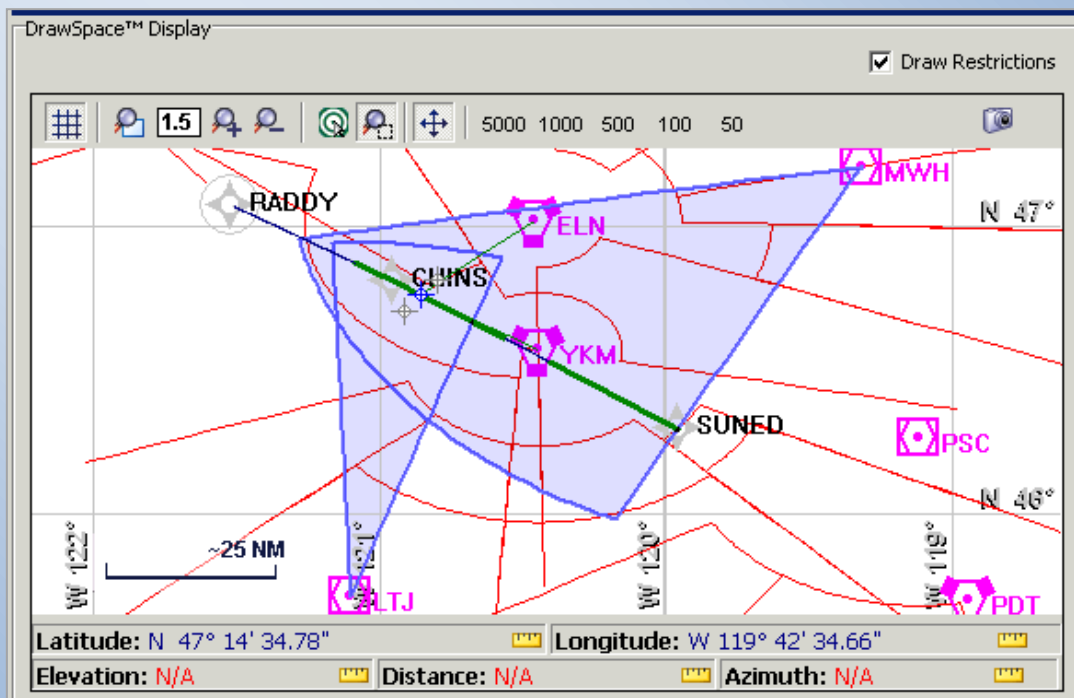 DrawSpace™ Display
Draw Restrictions
1.5 5000 1000 500 100 50
MWH
RADDY
N 47°
ELN
CHINS
YKM
SUNED
PSC
N 46°
~25 NM
W 122°
W 121°
W 120°
W 119°
LTJ
PDT
Latitude: N 47° 14' 34.78" Longitude: W 119° 42' 34.66"
Elevation: N/A Distance: N/A Azimuth: N/A